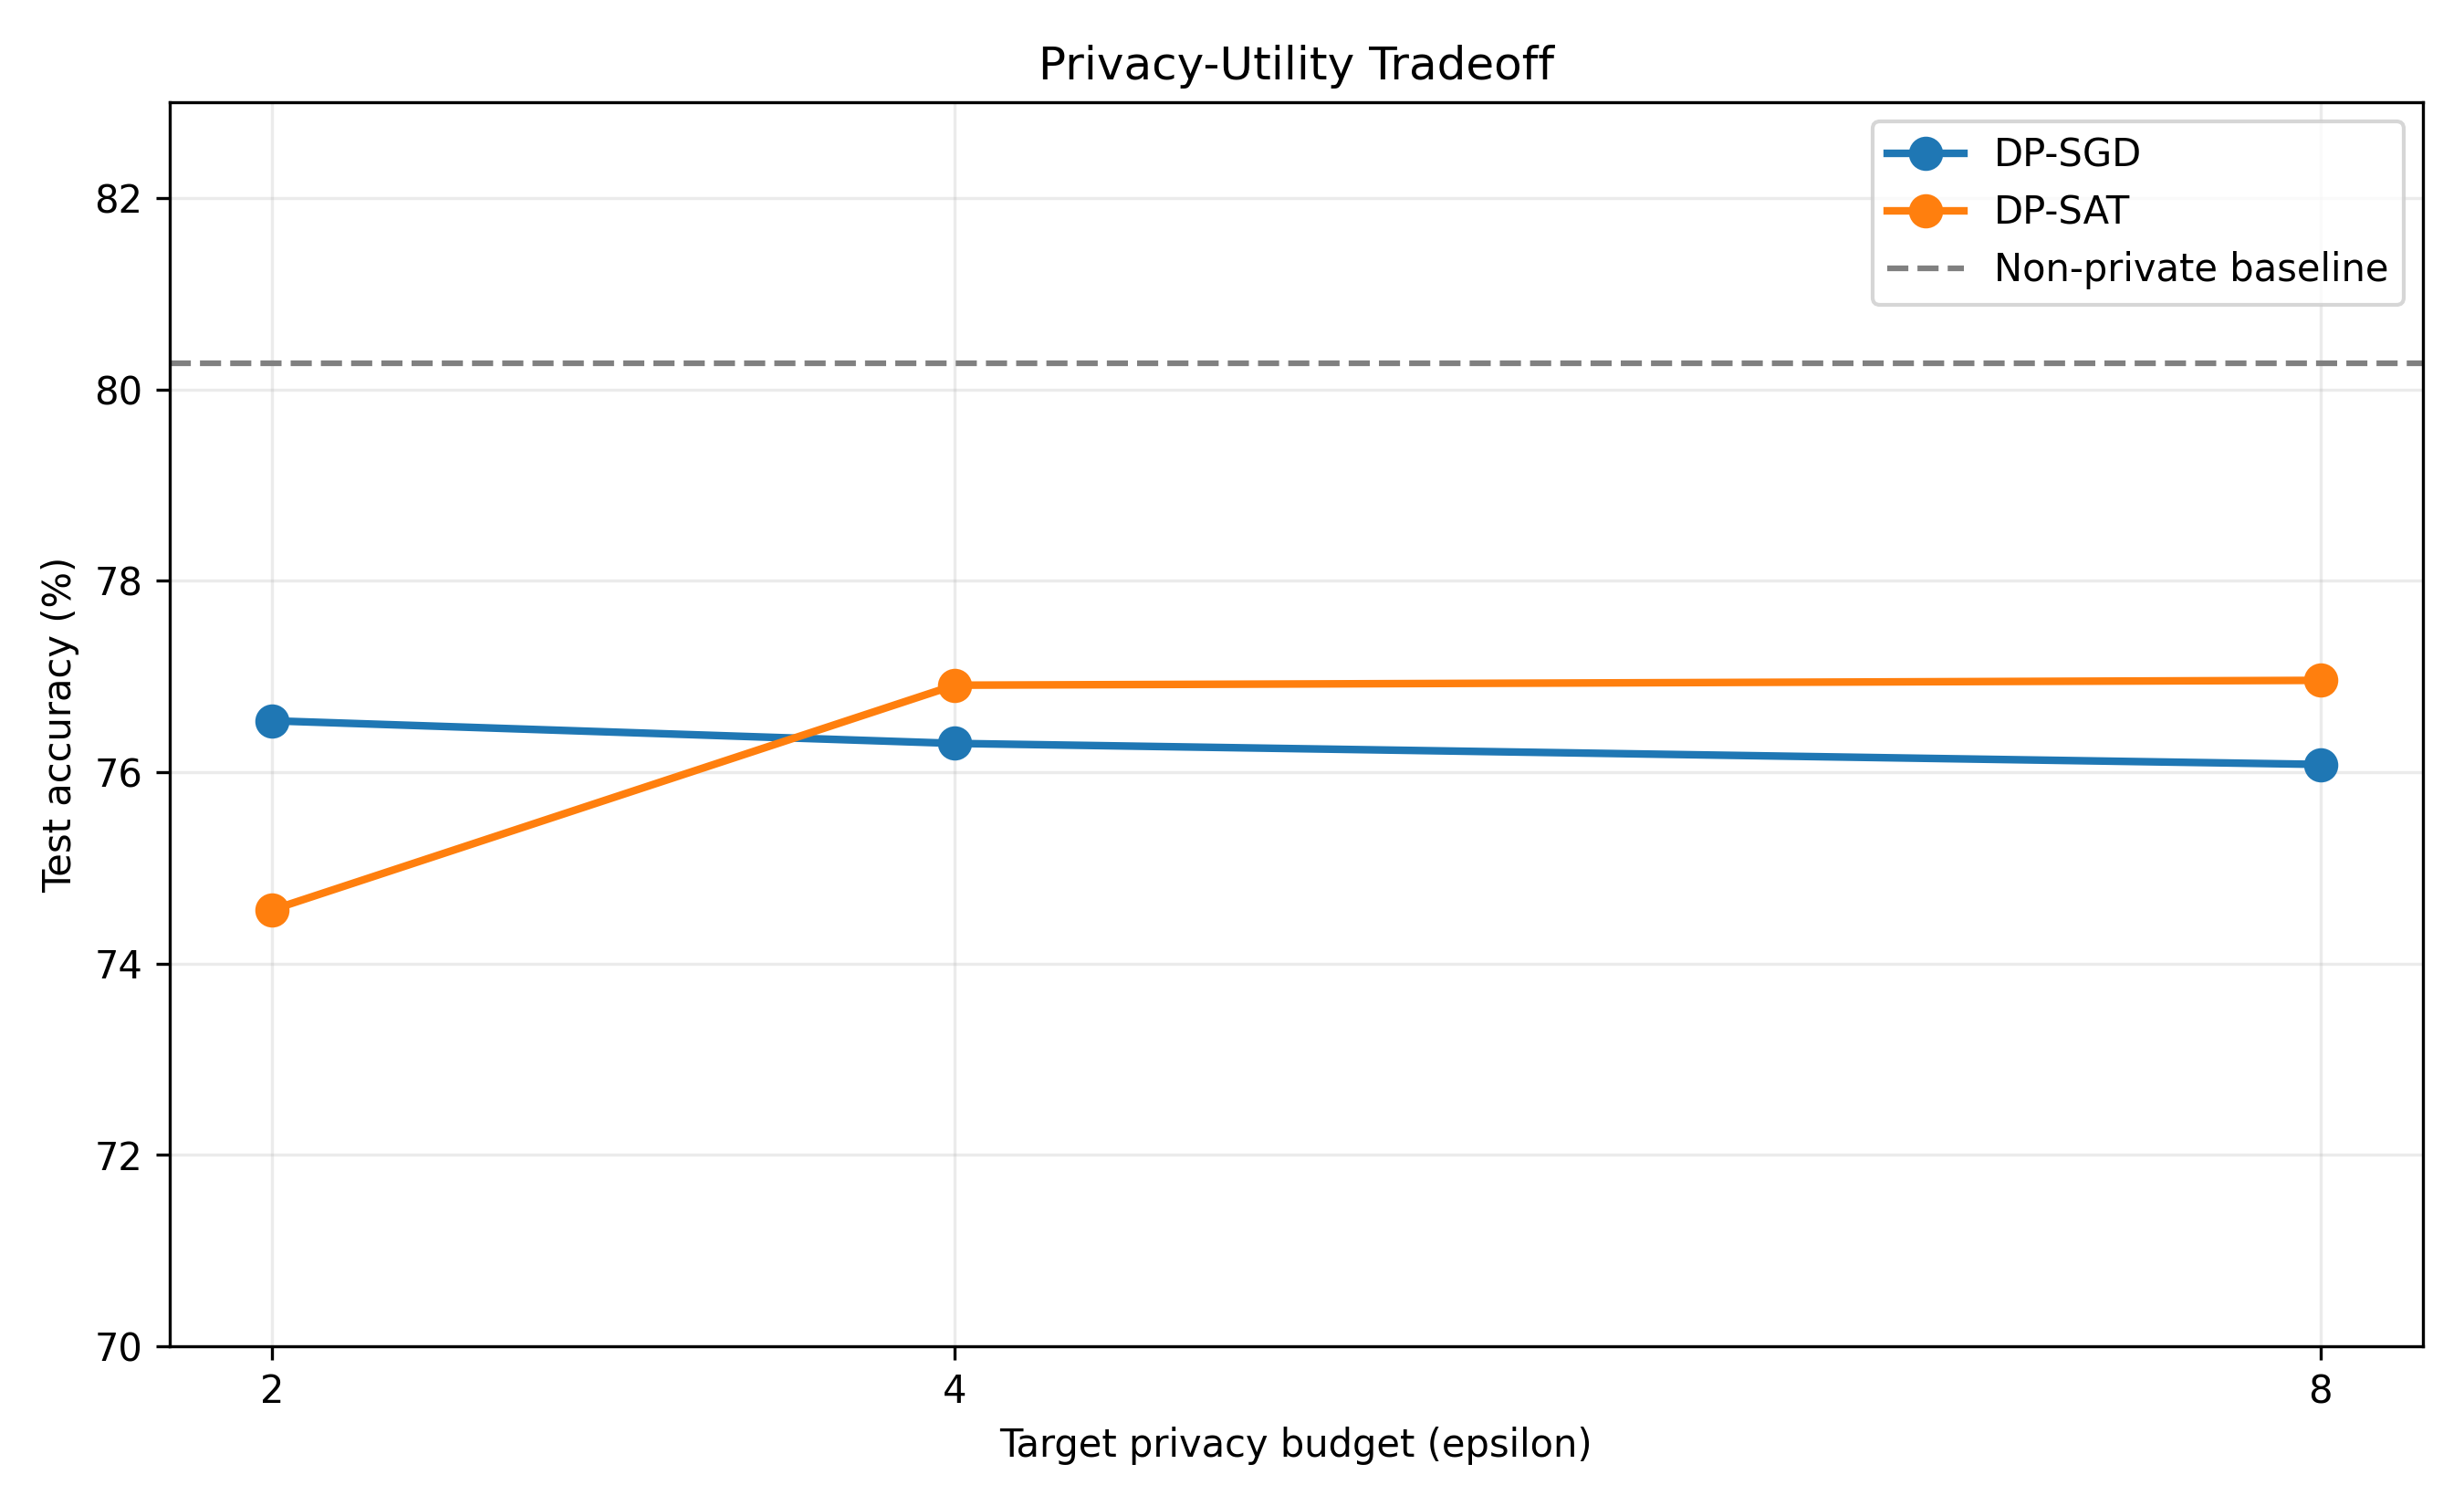 Privacy-Utility Tradeoff
DP-SGD
DP-SAT
Non-private baseline
82
80
78
76
74
72
70
Test accuracy (%)
2
4
8
Target privacy budget (epsilon)